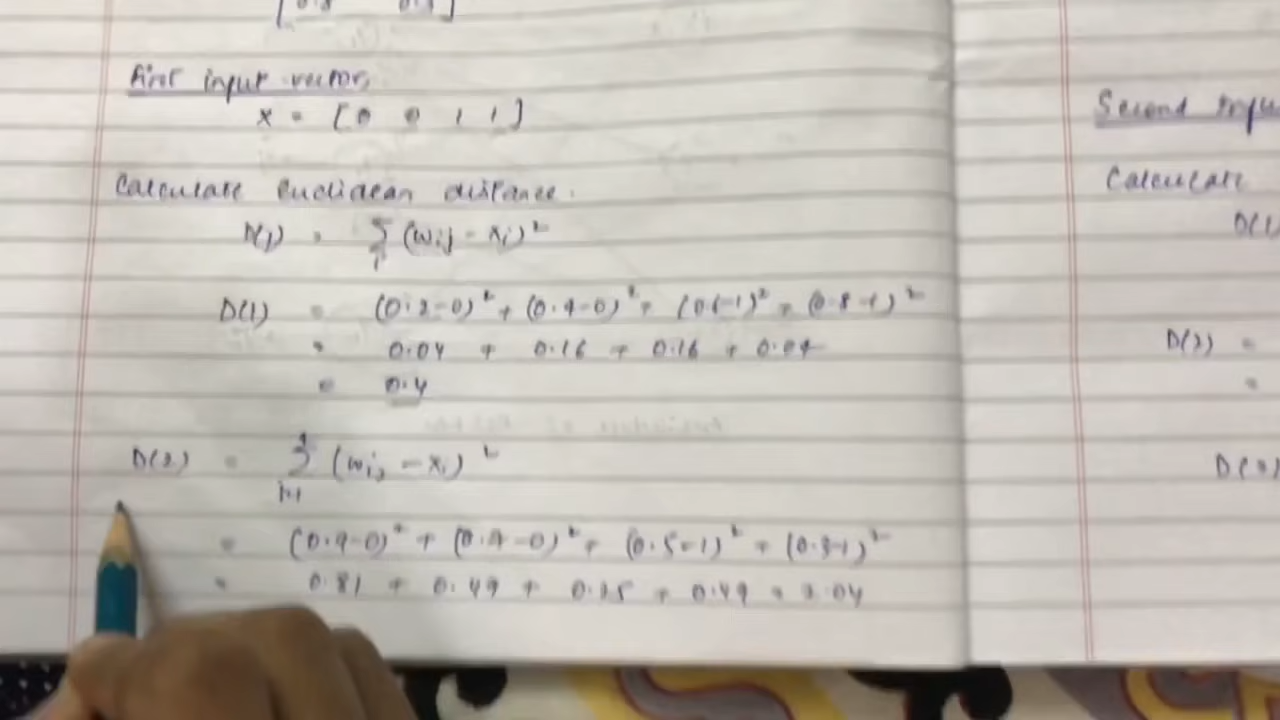 First input vector,
x = [0 0 1 1]
Calculate Euclidean distance.
D(j) = Σ (wij - xi)²
i
D(1) = (0.2-0)² + (0.4-0)² + (0.6-1)² + (0.8-1)²
= 0.04 + 0.16 + 0.16 + 0.04
= 0.4
D(2) = Σ (wi2 - xi)²
i=1
= (0.9-0)² + (0.7-0)² + (0.5-1)² + (0.3-1)²
= 0.81 + 0.49 + 0.25 + 0.49 = 2.04
Second Inpu
Calculate
D(1
D(2) =
=